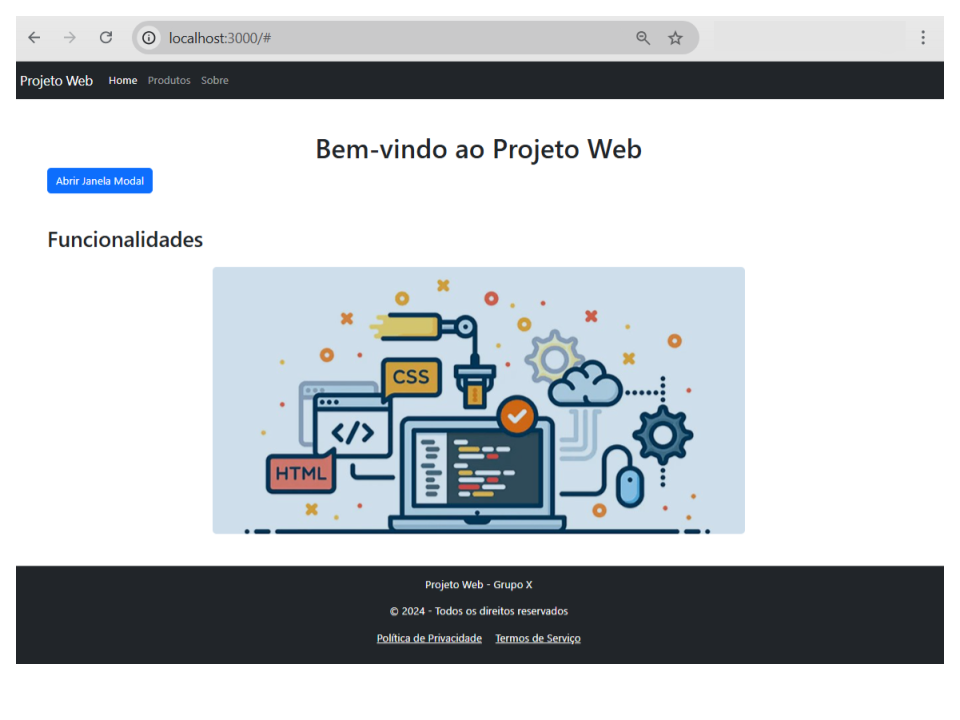 localhost:3000/#
Projeto Web Home Produtos Sobre
Bem-vindo ao Projeto Web
Abrir Janela Modal
Funcionalidades
CSS
</>
HTML
Projeto Web - Grupo X
© 2024 - Todos os direitos reservados
Política de Privacidade Termos de Serviço